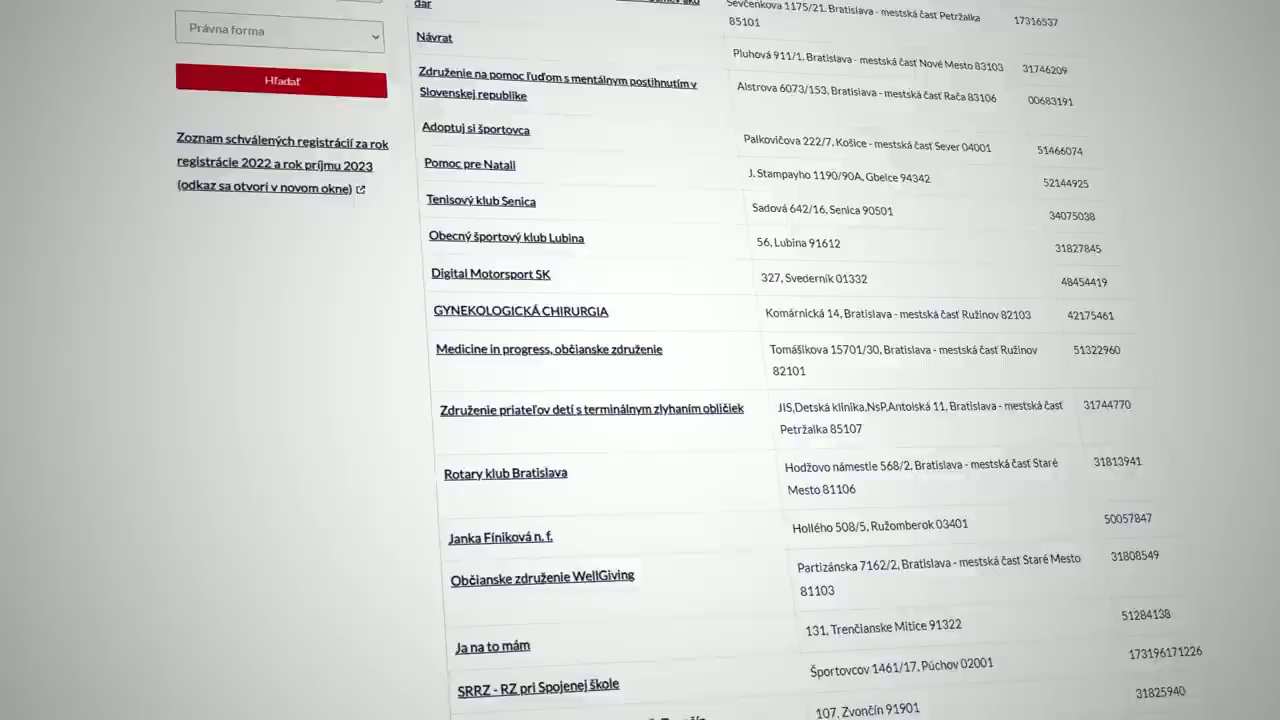 dar
Ševčenkova 1175/21, Bratislava - mestská časť Petržalka
85101
17316537
Právna forma
Hľadať
Zoznam schválených registrácií za rok
registrácie 2022 a rok príjmu 2023
(odkaz sa otvorí v novom okne)
Návrat
Pluhová 911/1, Bratislava - mestská časť Nové Mesto 83103
31746209
Združenie na pomoc ľuďom s mentálnym postihnutím v
Slovenskej republike
Alstrova 6073/153, Bratislava - mestská časť Rača 83106
00683191
Adoptuj si športovca
Palkovičova 222/7, Košice - mestská časť Sever 04001
51466074
Pomoc pre Natali
J. Stampayho 1190/90A, Gbelce 94342
52144925
Tenisový klub Senica
Sadová 642/16, Senica 90501
34075038
Obecný športový klub Lubina
56, Lubina 91612
31827845
Digital Motorsport SK
327, Svederník 01332
48454419
GYNEKOLOGICKÁ CHIRURGIA
Komárnická 14, Bratislava - mestská časť Ružinov 82103
42175461
Medicine in progress, občianske združenie
Tomášikova 15701/30, Bratislava - mestská časť Ružinov
82101
51322960
Združenie priateľov detí s terminálnym zlyhaním obličiek
JIS,Detská klinika,NsP,Antolská 11, Bratislava - mestská časť
Petržalka 85107
31744770
Rotary klub Bratislava
Hodžovo námestie 568/2, Bratislava - mestská časť Staré
Mesto 81106
31813941
Janka Fíniková n. f.
Hollého 508/5, Ružomberok 03401
50057847
Občianske združenie WellGiving
Partizánska 7162/2, Bratislava - mestská časť Staré Mesto
81103
31808549
Ja na to mám
131, Trenčianske Mitice 91322
51284138
SRRZ - RZ pri Spojenej škole
Športovcov 1461/17, Púchov 02001
173196171226
107, Zvončín 91901
31825940